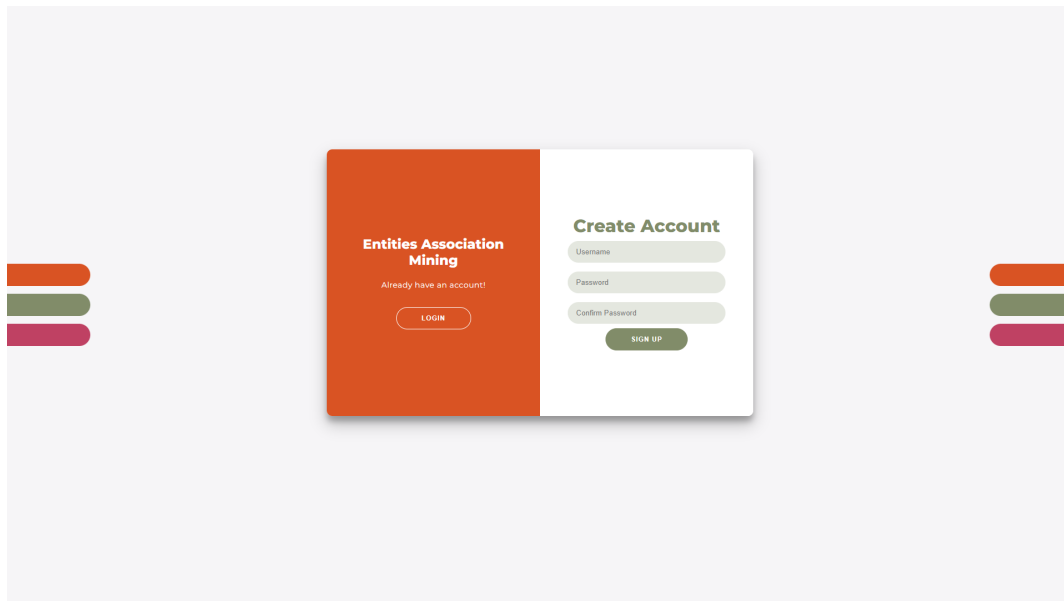 Entities Association
Mining
Already have an account!
LOGIN
Create Account
Username
Password
Confirm Password
SIGN UP